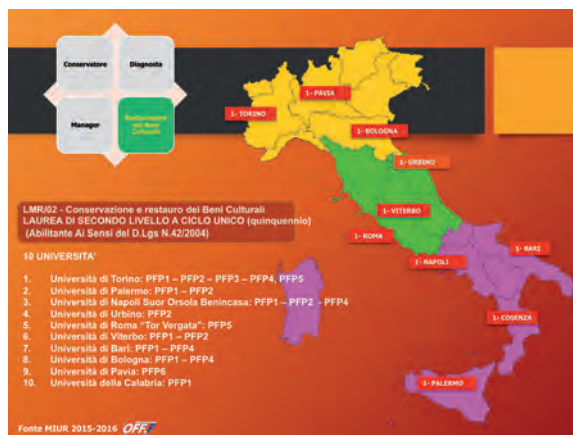 Conservatore
Diagnosta
Manager
Restauratore
dei Beni
Culturali
1- PAVIA
1- TORINO
1- BOLOGNA
1- URBINO
1- VITERBO
1- ROMA
1- BARI
1- NAPOLI
1- COSENZA
1- PALERMO
LMR/02 - Conservazione e restauro dei Beni Culturali
LAUREA DI SECONDO LIVELLO A CICLO UNICO (quinquennio)
(Abilitante Ai Sensi del D.Lgs N.42/2004)
10 UNIVERSITA'
1. Università di Torino: PFP1 – PFP2 – PFP3 – PFP4, PFP5
2. Università di Palermo: PFP1 – PFP2
3. Università di Napoli Suor Orsola Benincasa: PFP1 – PFP2 - PFP4
4. Università di Urbino: PFP2
5. Università di Roma "Tor Vergata": PFP5
6. Università di Viterbo: PFP1 – PFP2
7. Università di Bari: PFP1 – PFP4
8. Università di Bologna: PFP1 – PFP4
9. Università di Pavia: PFP6
10. Università della Calabria: PFP1
Fonte MIUR 2015-2016